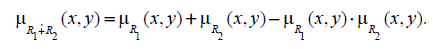 μ_{R₁∔R₂}(x, y) = μ_{R₁}(x, y) + μ_{R₂}(x, y) − μ_{R₁}(x, y) · μ_{R₂}(x, y).